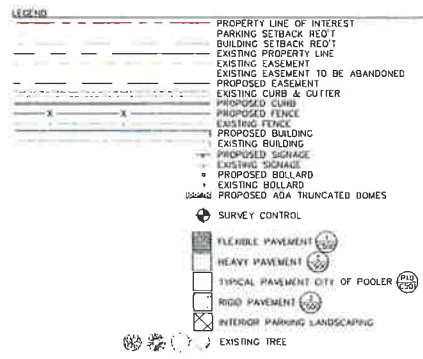 LEGEND
PROPERTY LINE OF INTEREST
PARKING SETBACK REQ'T
BUILDING SETBACK REQ'T
EXISTING PROPERTY LINE
EXISTING EASEMENT
EXISTING EASEMENT TO BE ABANDONED
PROPOSED EASEMENT
EXISTING CURB & GUTTER
PROPOSED CURB
PROPOSED FENCE
EXISTING FENCE
PROPOSED BUILDING
EXISTING BUILDING
PROPOSED SIGNAGE
EXISTING SIGNAGE
PROPOSED BOLLARD
EXISTING BOLLARD
PROPOSED ADA TRUNCATED DOMES
SURVEY CONTROL
FLEXIBLE PAVEMENT
HEAVY PAVEMENT
TYPICAL PAVEMENT CITY OF POOLER P10 C501
RIGID PAVEMENT
INTERIOR PARKING LANDSCAPING
EXISTING TREE